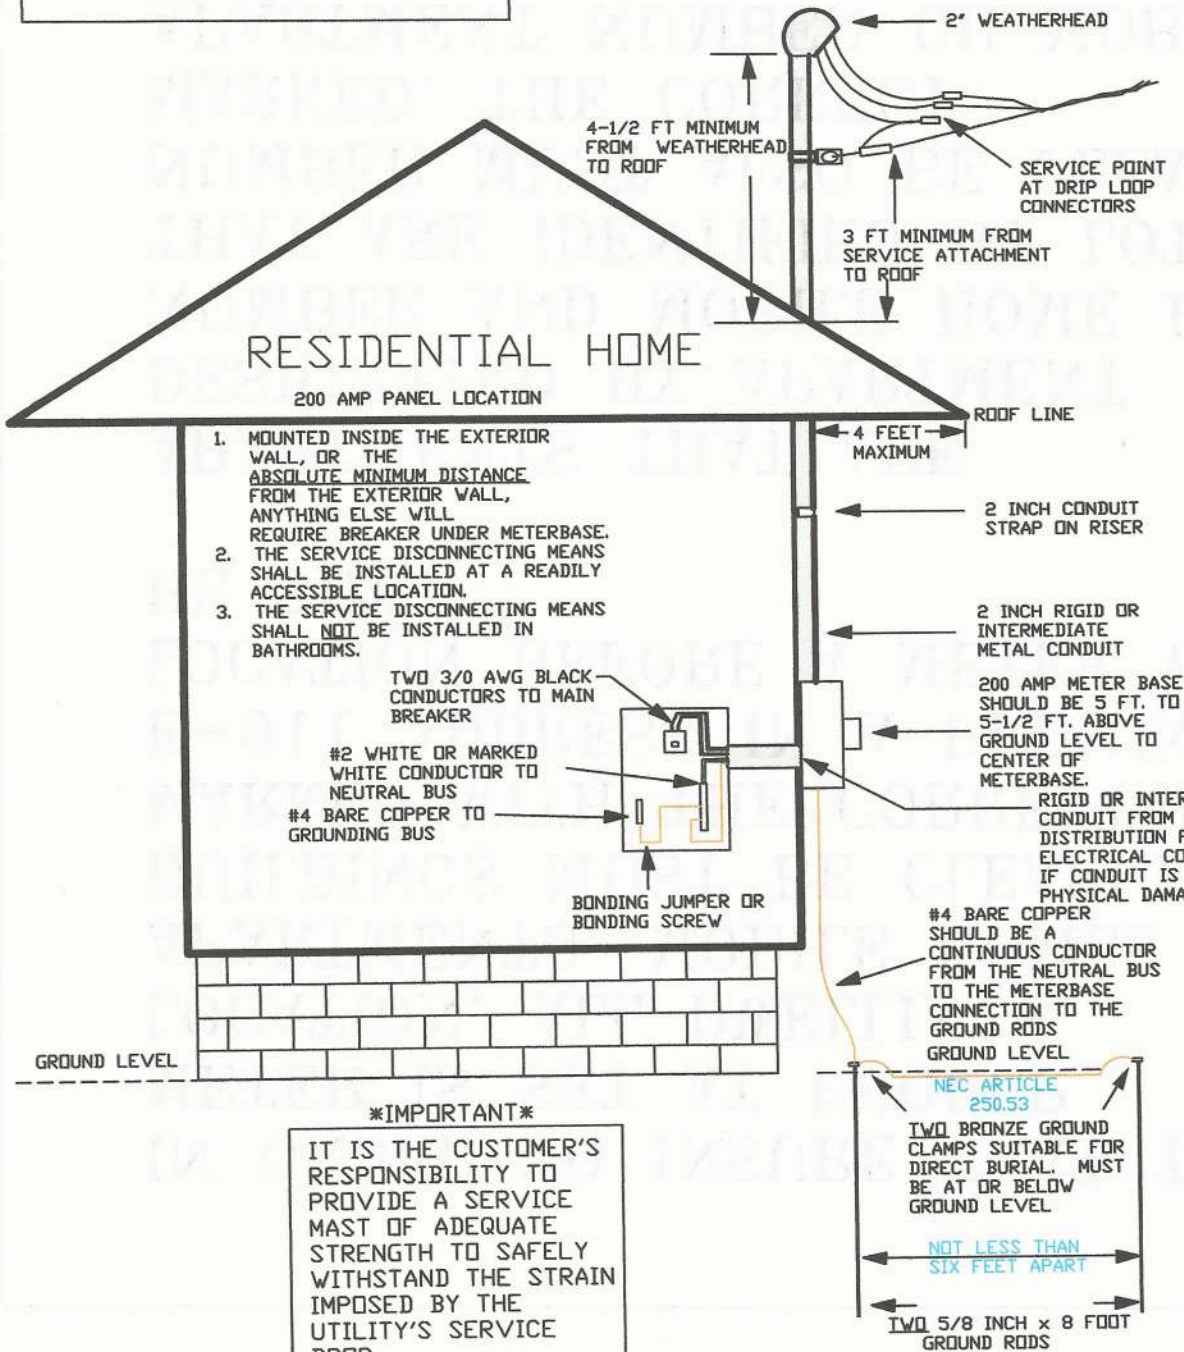 2" WEATHERHEAD
4-1/2 FT MINIMUM
FROM WEATHERHEAD
TO ROOF
SERVICE POINT
AT DRIP LOOP
CONNECTORS
3 FT MINIMUM FROM
SERVICE ATTACHMENT
TO ROOF
RESIDENTIAL HOME
200 AMP PANEL LOCATION
ROOF LINE
4 FEET
MAXIMUM
1. MOUNTED INSIDE THE EXTERIOR
WALL, OR THE
ABSOLUTE MINIMUM DISTANCE
FROM THE EXTERIOR WALL,
ANYTHING ELSE WILL
REQUIRE BREAKER UNDER METERBASE.
2. THE SERVICE DISCONNECTING MEANS
SHALL BE INSTALLED AT A READILY
ACCESSIBLE LOCATION.
3. THE SERVICE DISCONNECTING MEANS
SHALL NOT BE INSTALLED IN
BATHROOMS.
2 INCH CONDUIT
STRAP ON RISER
2 INCH RIGID OR
INTERMEDIATE
METAL CONDUIT
TWO 3/0 AWG BLACK
CONDUCTORS TO MAIN
BREAKER
200 AMP METER BASE
SHOULD BE 5 FT. TO
5-1/2 FT. ABOVE
GROUND LEVEL TO
CENTER OF
METERBASE.
#2 WHITE OR MARKED
WHITE CONDUCTOR TO
NEUTRAL BUS
#4 BARE COPPER TO
GROUNDING BUS
RIGID OR INTER
CONDUIT FROM
DISTRIBUTION
ELECTRICAL CO
IF CONDUIT IS
PHYSICAL DAMA
BONDING JUMPER OR
BONDING SCREW
#4 BARE COPPER
SHOULD BE A
CONTINUOUS CONDUCTOR
FROM THE NEUTRAL BUS
TO THE METERBASE
CONNECTION TO THE
GROUND RODS
GROUND LEVEL
GROUND LEVEL
NEC ARTICLE
250.53
TWO BRONZE GROUND
CLAMPS SUITABLE FOR
DIRECT BURIAL. MUST
BE AT OR BELOW
GROUND LEVEL
NOT LESS THAN
SIX FEET APART
TWO 5/8 INCH x 8 FOOT
GROUND RODS
*IMPORTANT*
IT IS THE CUSTOMER'S
RESPONSIBILITY TO
PROVIDE A SERVICE
MAST OF ADEQUATE
STRENGTH TO SAFELY
WITHSTAND THE STRAIN
IMPOSED BY THE
UTILITY'S SERVICE